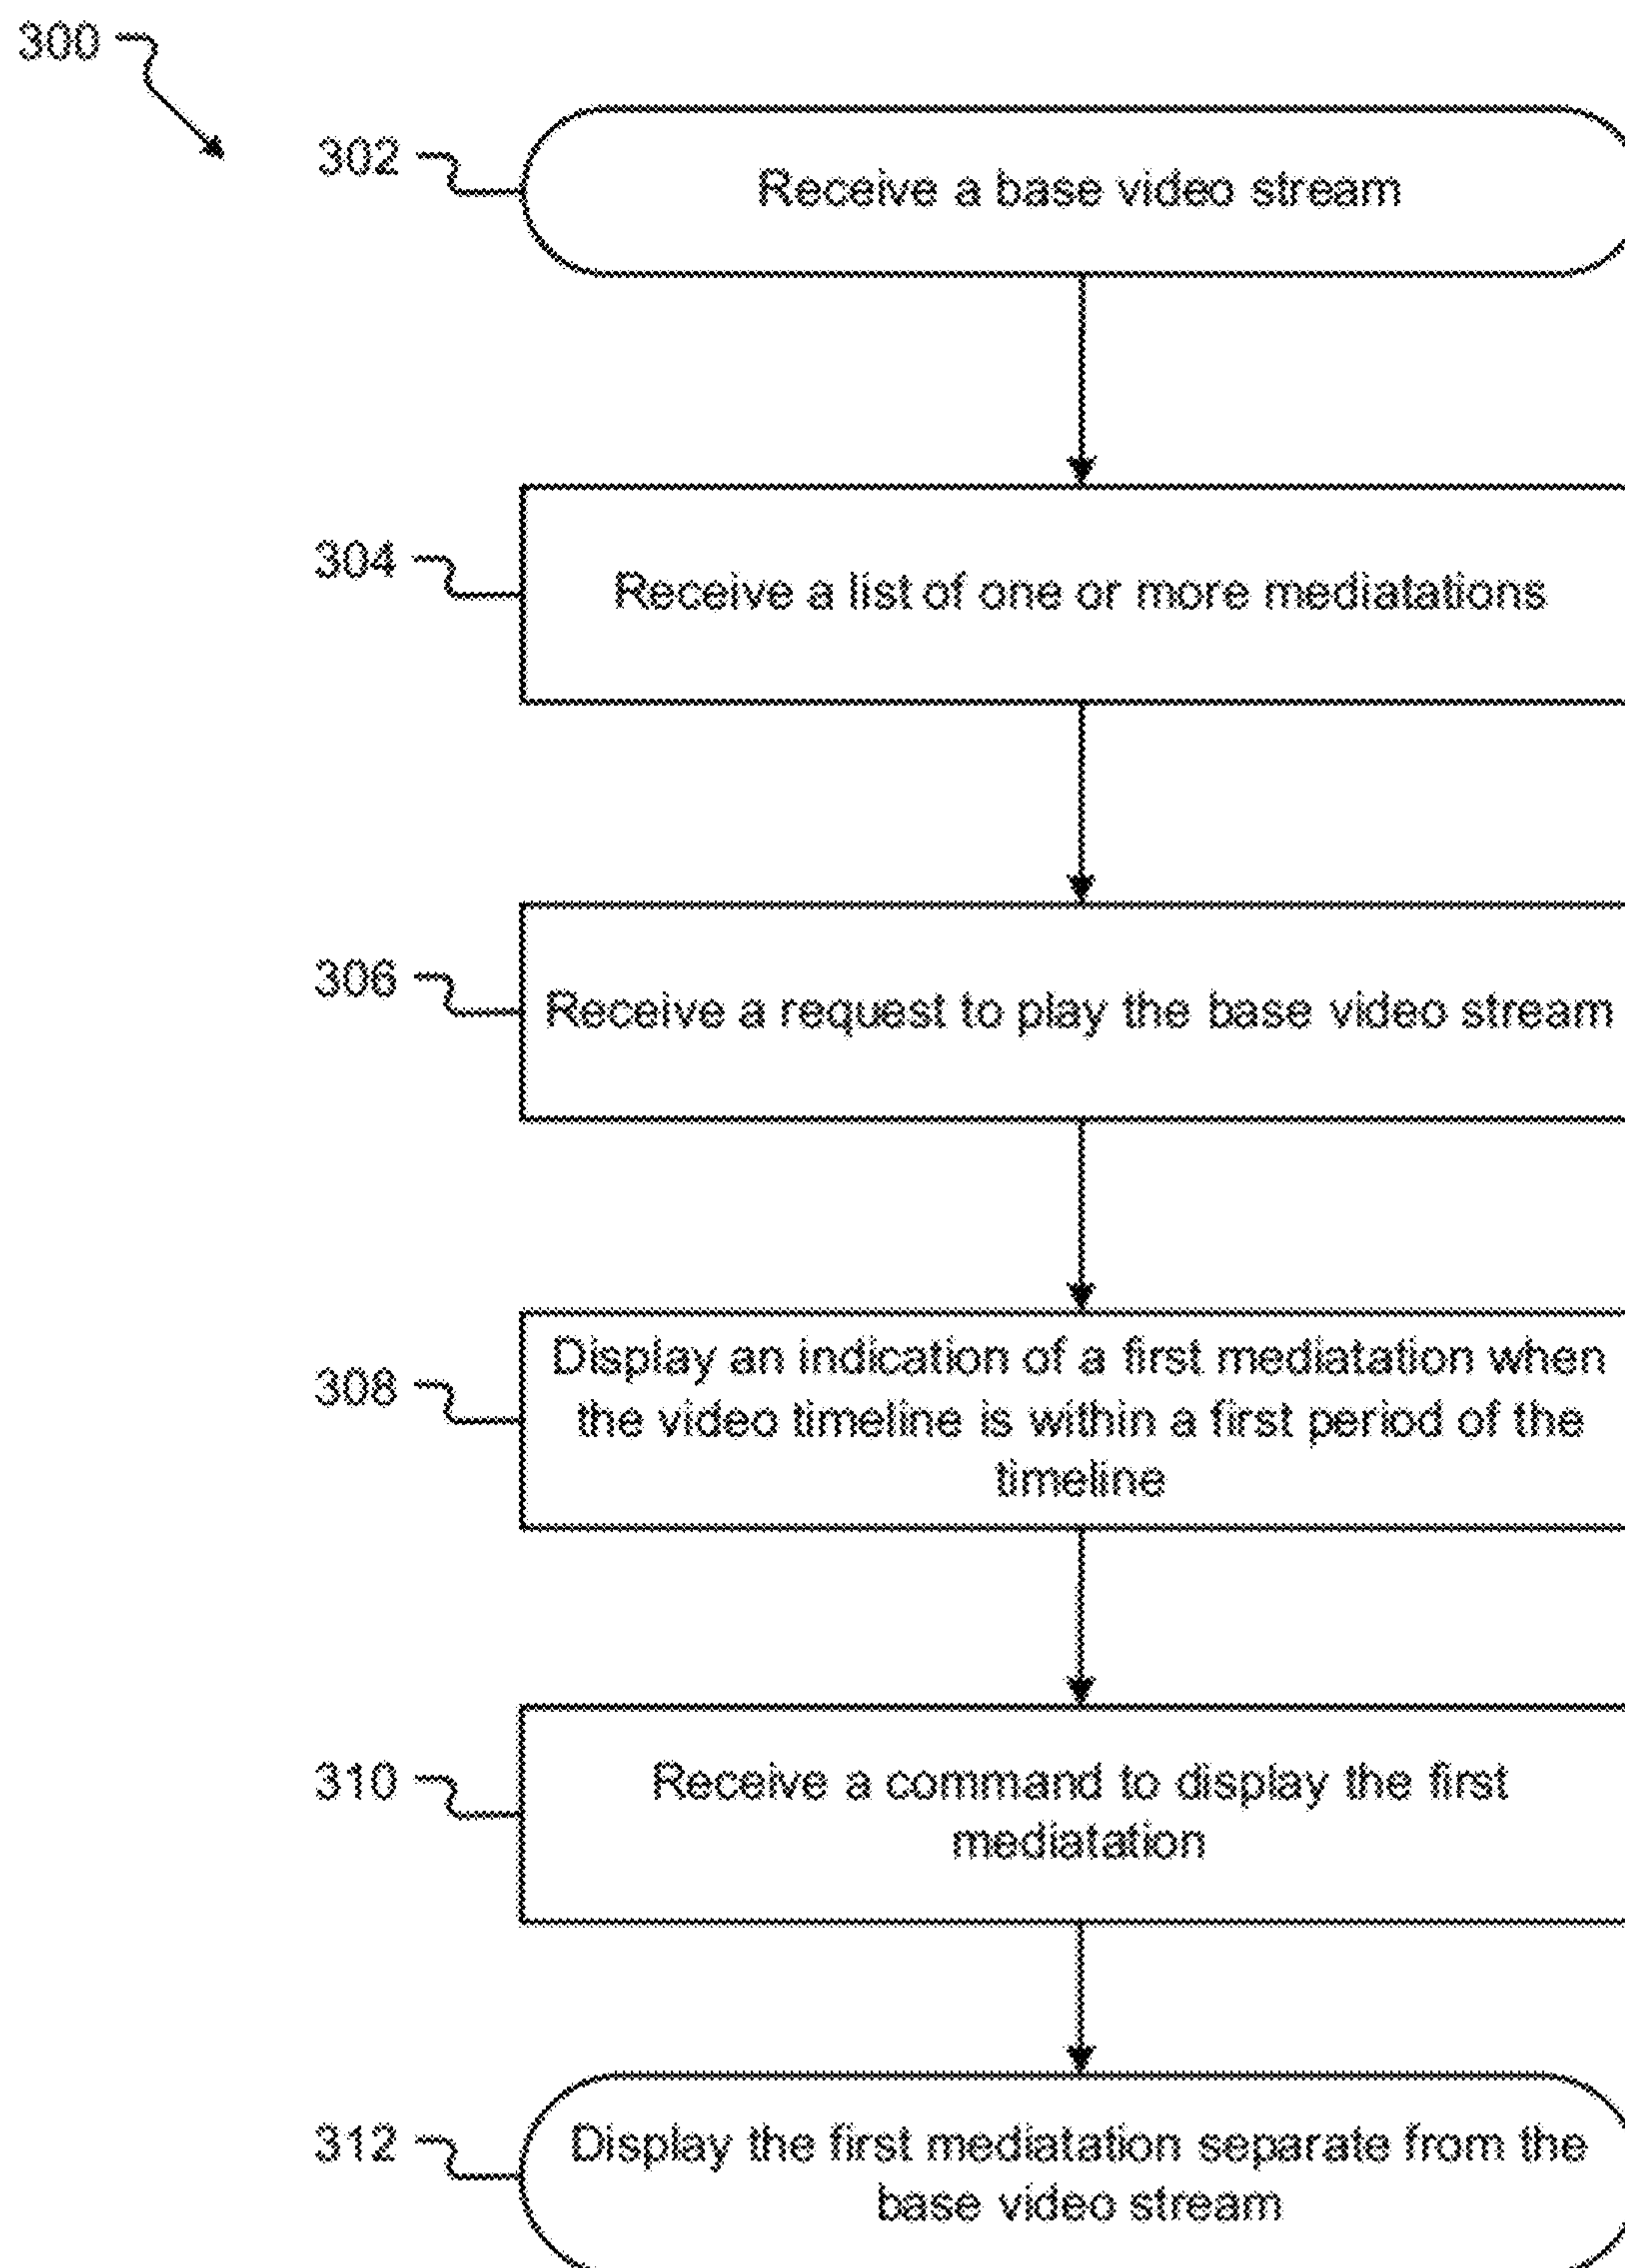 300
302
Receive a base video stream
304
Receive a list of one or more mediatations
306
Receive a request to play the base video stream
308
Display an indication of a first mediatation when
the video timeline is within a first period of the
timeline
310
Receive a command to display the first
mediatation
312
Display the first mediatation separate from the
base video stream